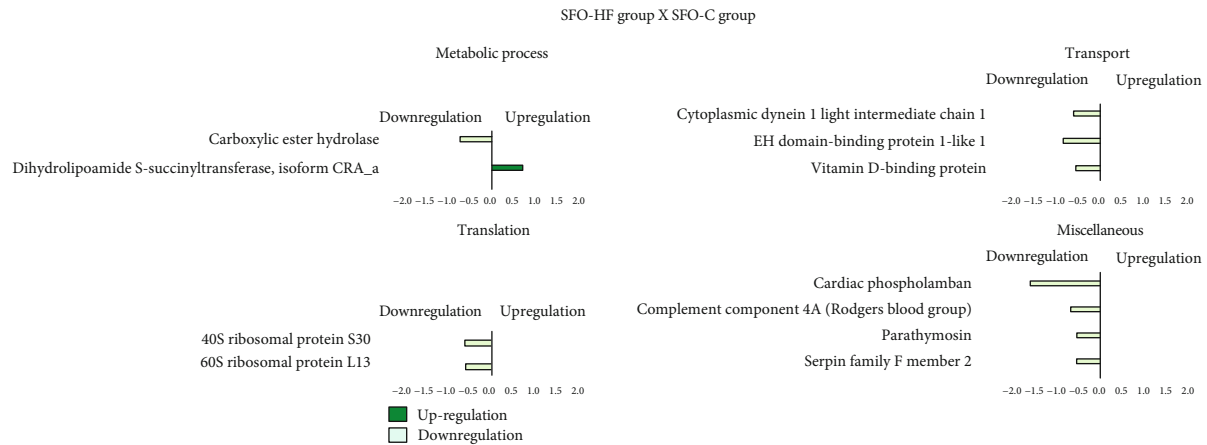 SFO-HF group X SFO-C group
Metabolic process
Downregulation Upregulation
Carboxylic ester hydrolase
Dihydrolipoamide S-succinyltransferase, isoform CRA_a
−2.0 −1.5 −1.0 −0.5 0.0 0.5 1.0 1.5 2.0
Translation
Downregulation Upregulation
40S ribosomal protein S30
60S ribosomal protein L13
−2.0 −1.5 −1.0 −0.5 0.0 0.5 1.0 1.5 2.0
Up-regulation
Downregulation
Transport
Downregulation Upregulation
Cytoplasmic dynein 1 light intermediate chain 1
EH domain-binding protein 1-like 1
Vitamin D-binding protein
−2.0 −1.5 −1.0 −0.5 0.0 0.5 1.0 1.5 2.0
Miscellaneous
Downregulation Upregulation
Cardiac phospholamban
Complement component 4A (Rodgers blood group)
Parathymosin
Serpin family F member 2
−2.0 −1.5 −1.0 −0.5 0.0 0.5 1.0 1.5 2.0